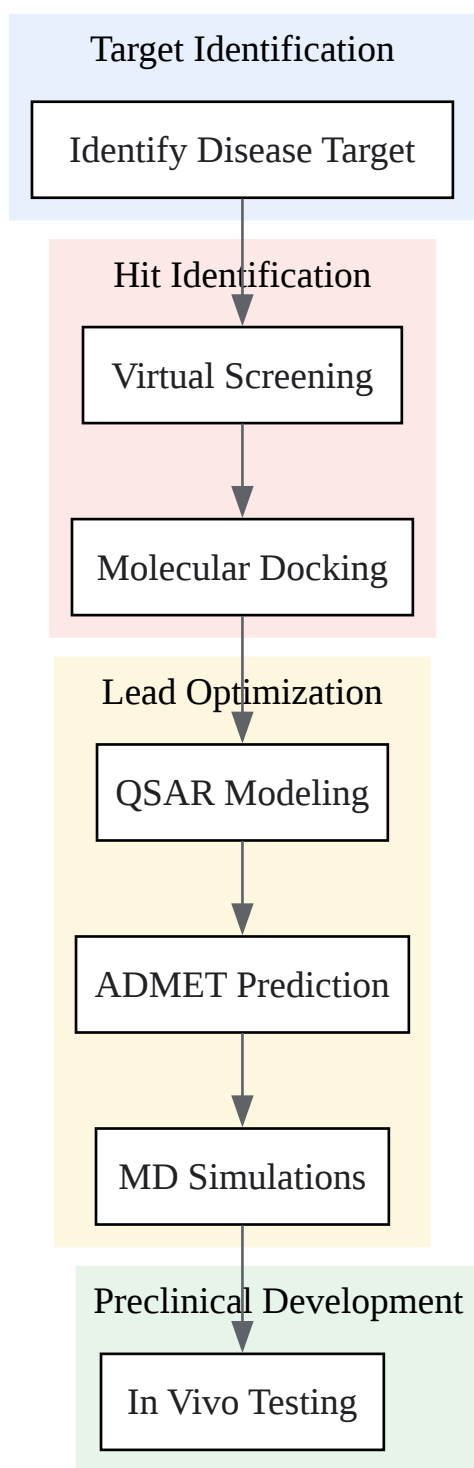 Target Identification
Identify Disease Target
Hit Identification
Virtual Screening
Molecular Docking
Lead Optimization
QSAR Modeling
ADMET Prediction
MD Simulations
Preclinical Development
In Vivo Testing